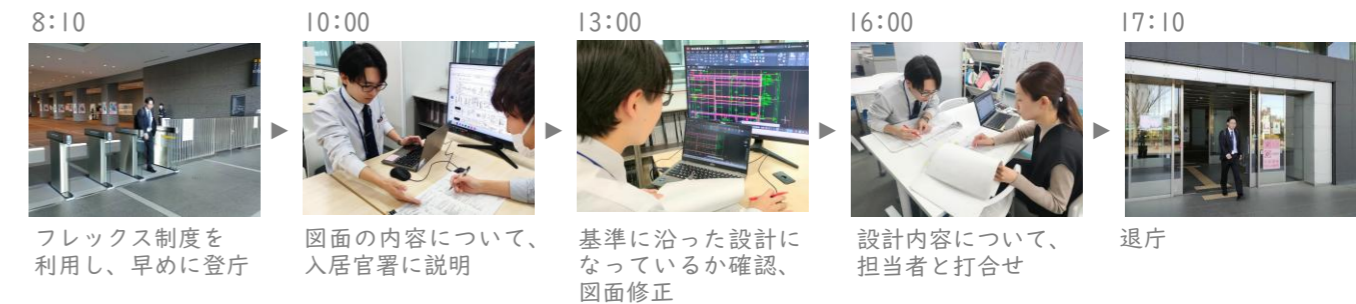 8:10
フレックス制度を
利用し、早めに登庁
10:00
図面の内容について、
入居官署に説明
13:00
基準に沿った設計に
なっているか確認、
図面修正
16:00
設計内容について、
担当者と打合せ
17:10
退庁